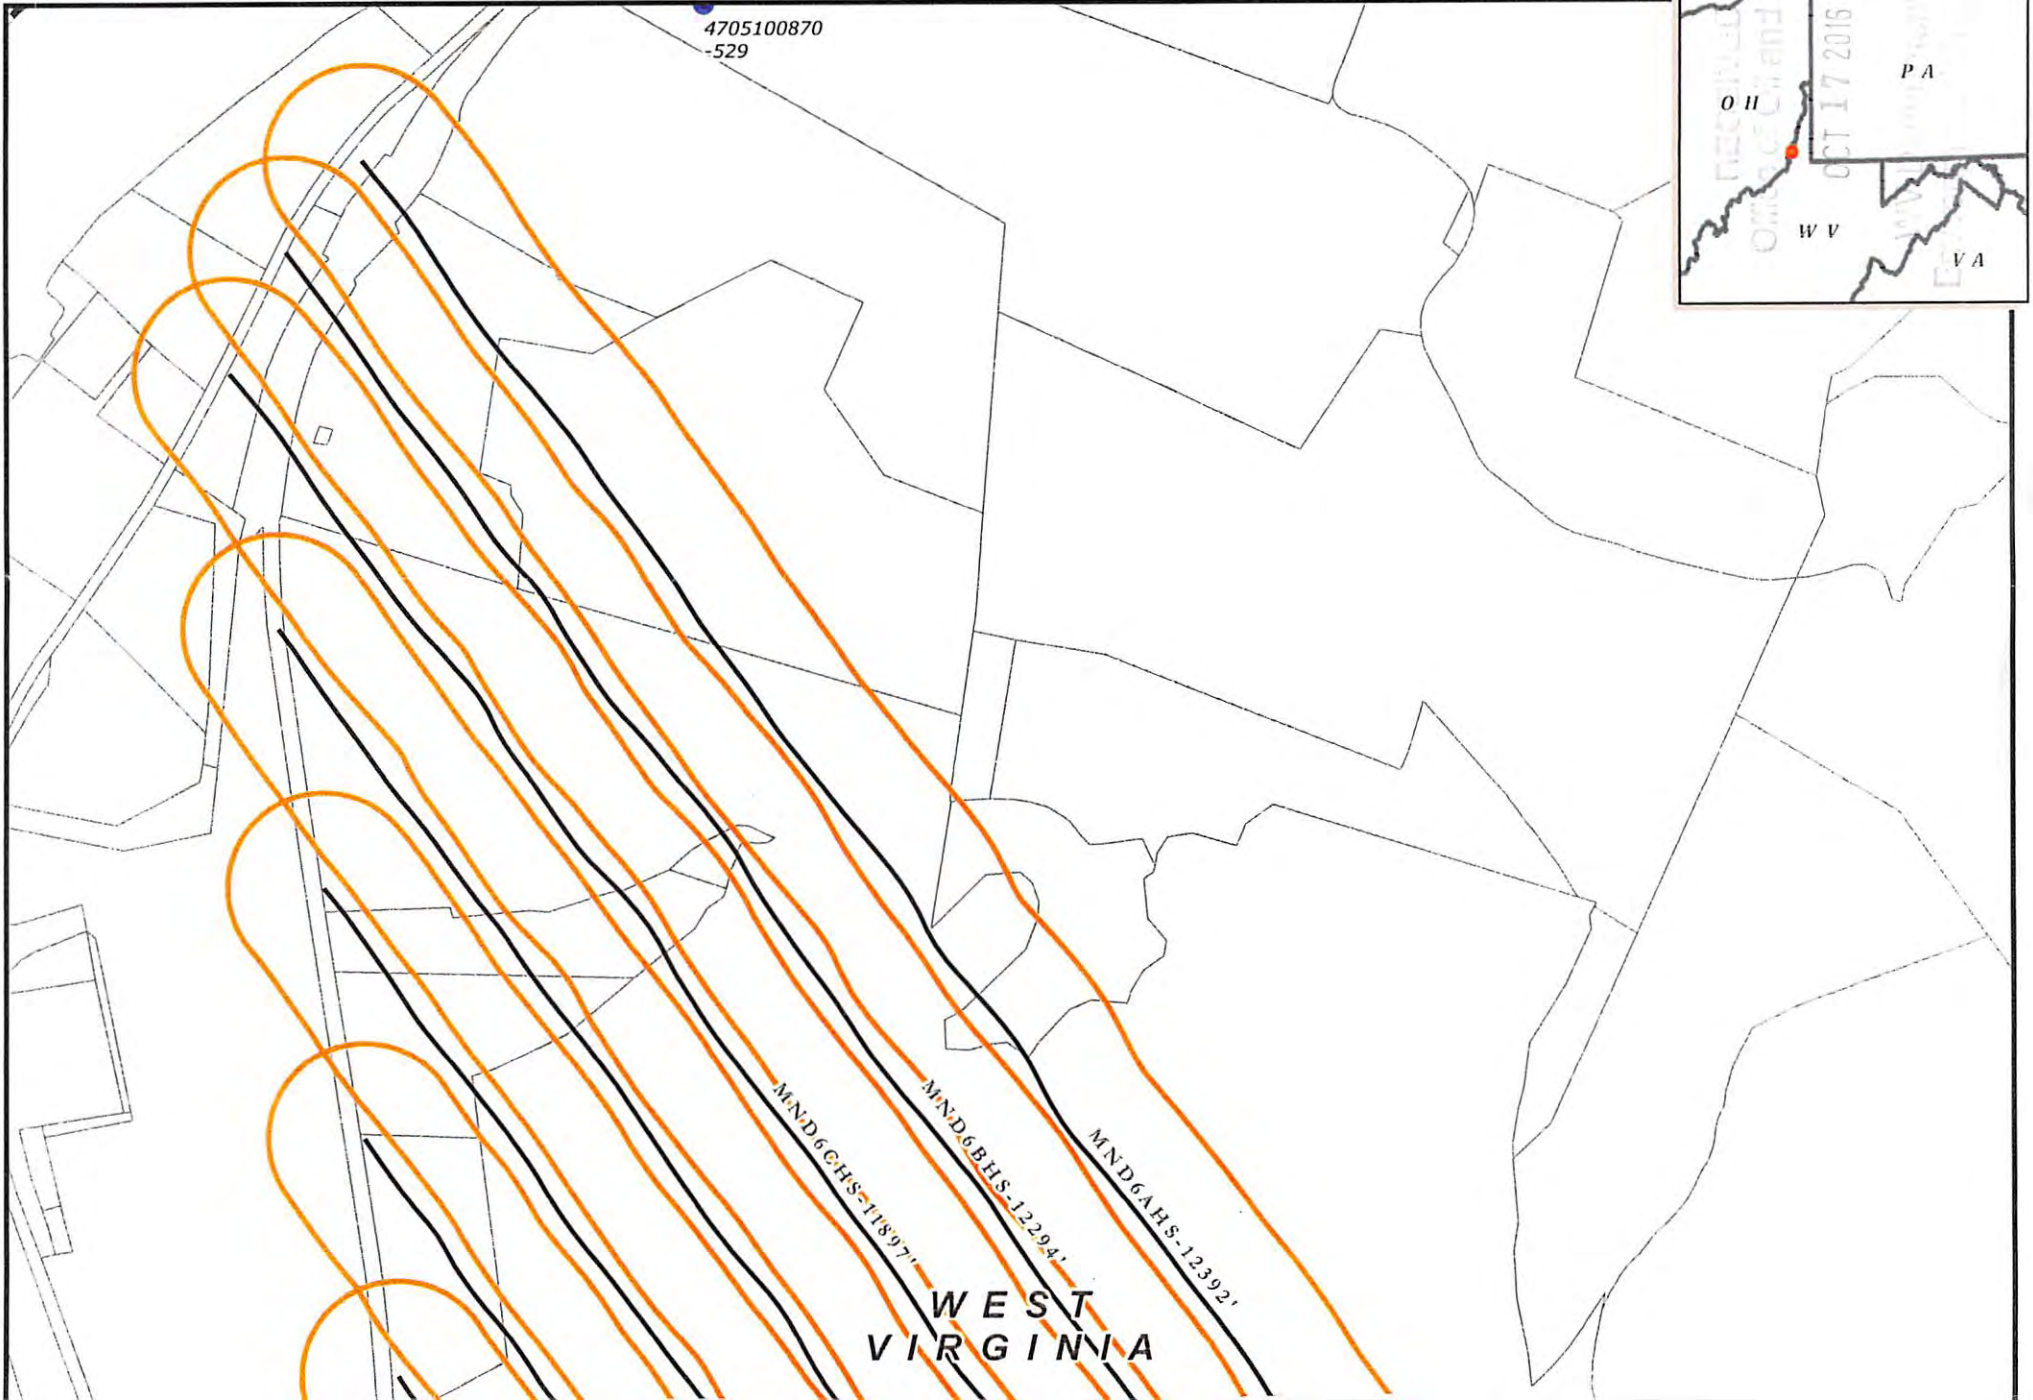 4705100870
-529
P A
O H
OCT 17 2016
W V
V A
MND6CHS-11897'
MND6BHS-12294'
MND6AHS-12392'
WEST
VIRGINIA